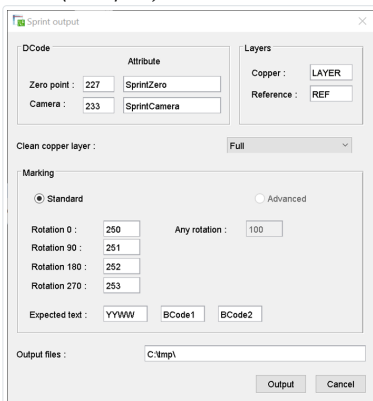 Sprint output
DCode
Attribute
Zero point : 227 SprintZero
Camera : 233 SprintCamera
Layers
Copper : LAYER
Reference : REF
Clean copper layer : Full
Marking
Standard Advanced
Rotation 0 : 250 Any rotation : 100
Rotation 90 : 251
Rotation 180 : 252
Rotation 270 : 253
Expected text : YYWW BCode1 BCode2
Output files : C:\tmp\
Output Cancel